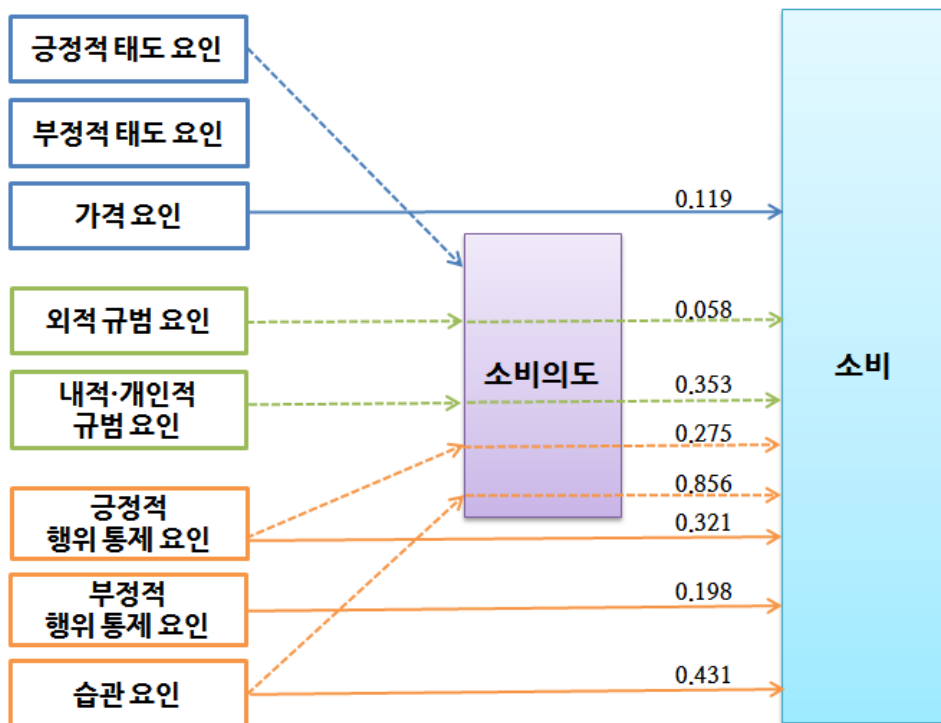 긍정적 태도 요인
부정적 태도 요인
가격 요인
0.119
외적 규범 요인
0.058
소비의도
소비
내적·개인적
규범 요인
0.353
0.275
0.856
긍정적
행위 통제 요인
0.321
부정적
행위 통제 요인
0.198
습관 요인
0.431